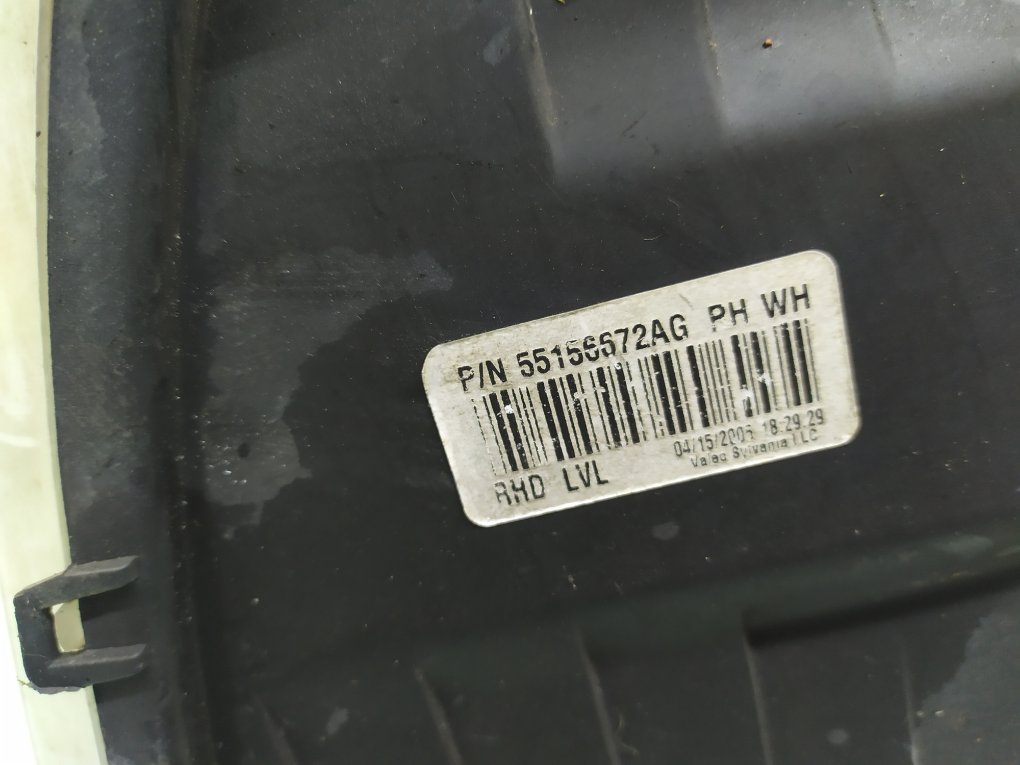 P/N 55156672AG PH WH
04/15/2005 18:29:29
Valeo Sylvania LLC
RHD LVL